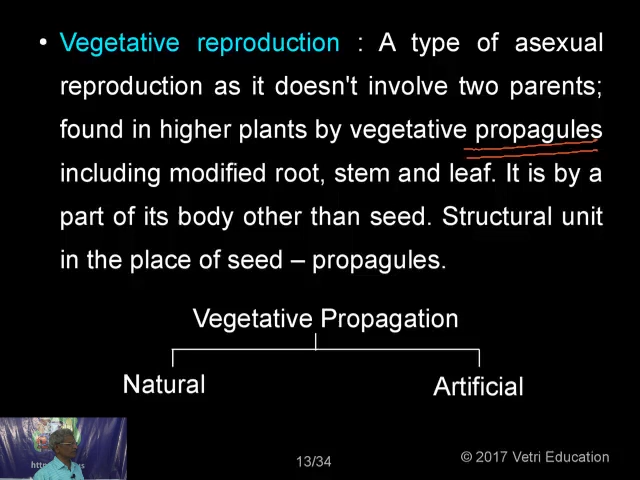 • Vegetative reproduction : A type of asexual
reproduction as it doesn't involve two parents;
found in higher plants by vegetative propagules
including modified root, stem and leaf. It is by a
part of its body other than seed. Structural unit
in the place of seed – propagules.
Vegetative Propagation
Natural
Artificial
13/34
© 2017 Vetri Education